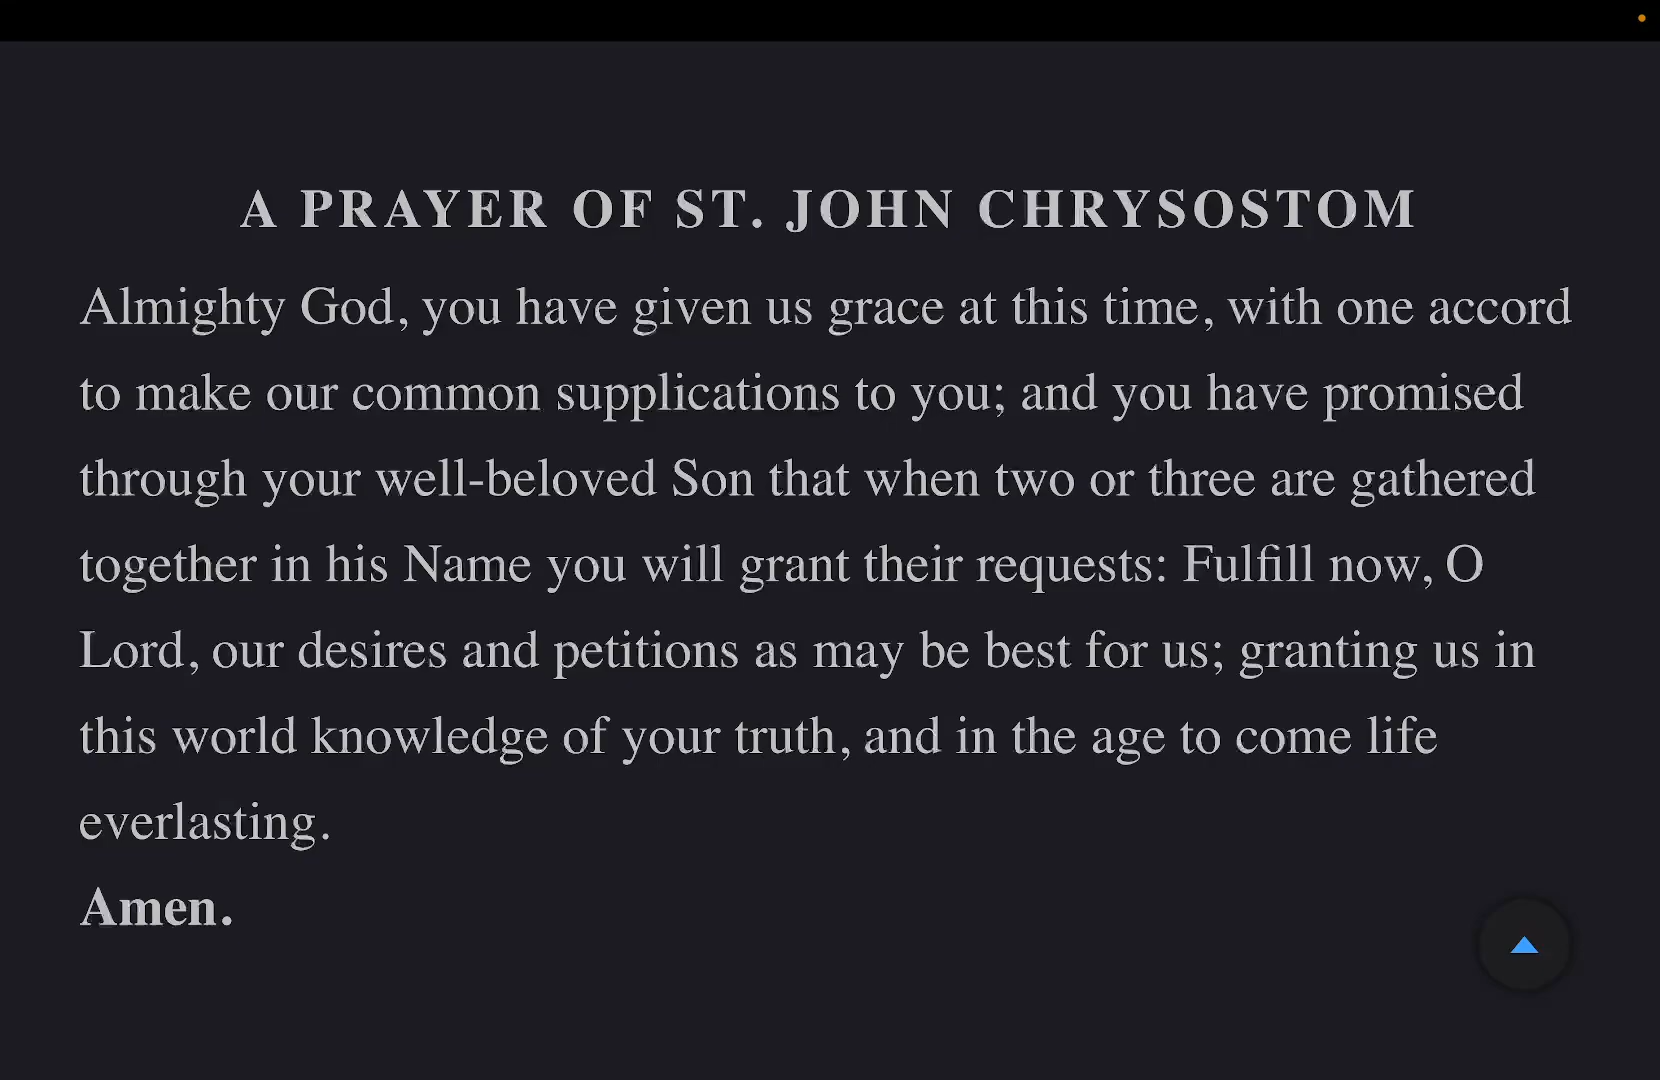 A PRAYER OF ST. JOHN CHRYSOSTOM
Almighty God, you have given us grace at this time, with one accord
to make our common supplications to you; and you have promised
through your well-beloved Son that when two or three are gathered
together in his Name you will grant their requests: Fulfill now, O
Lord, our desires and petitions as may be best for us; granting us in
this world knowledge of your truth, and in the age to come life
everlasting.
Amen.